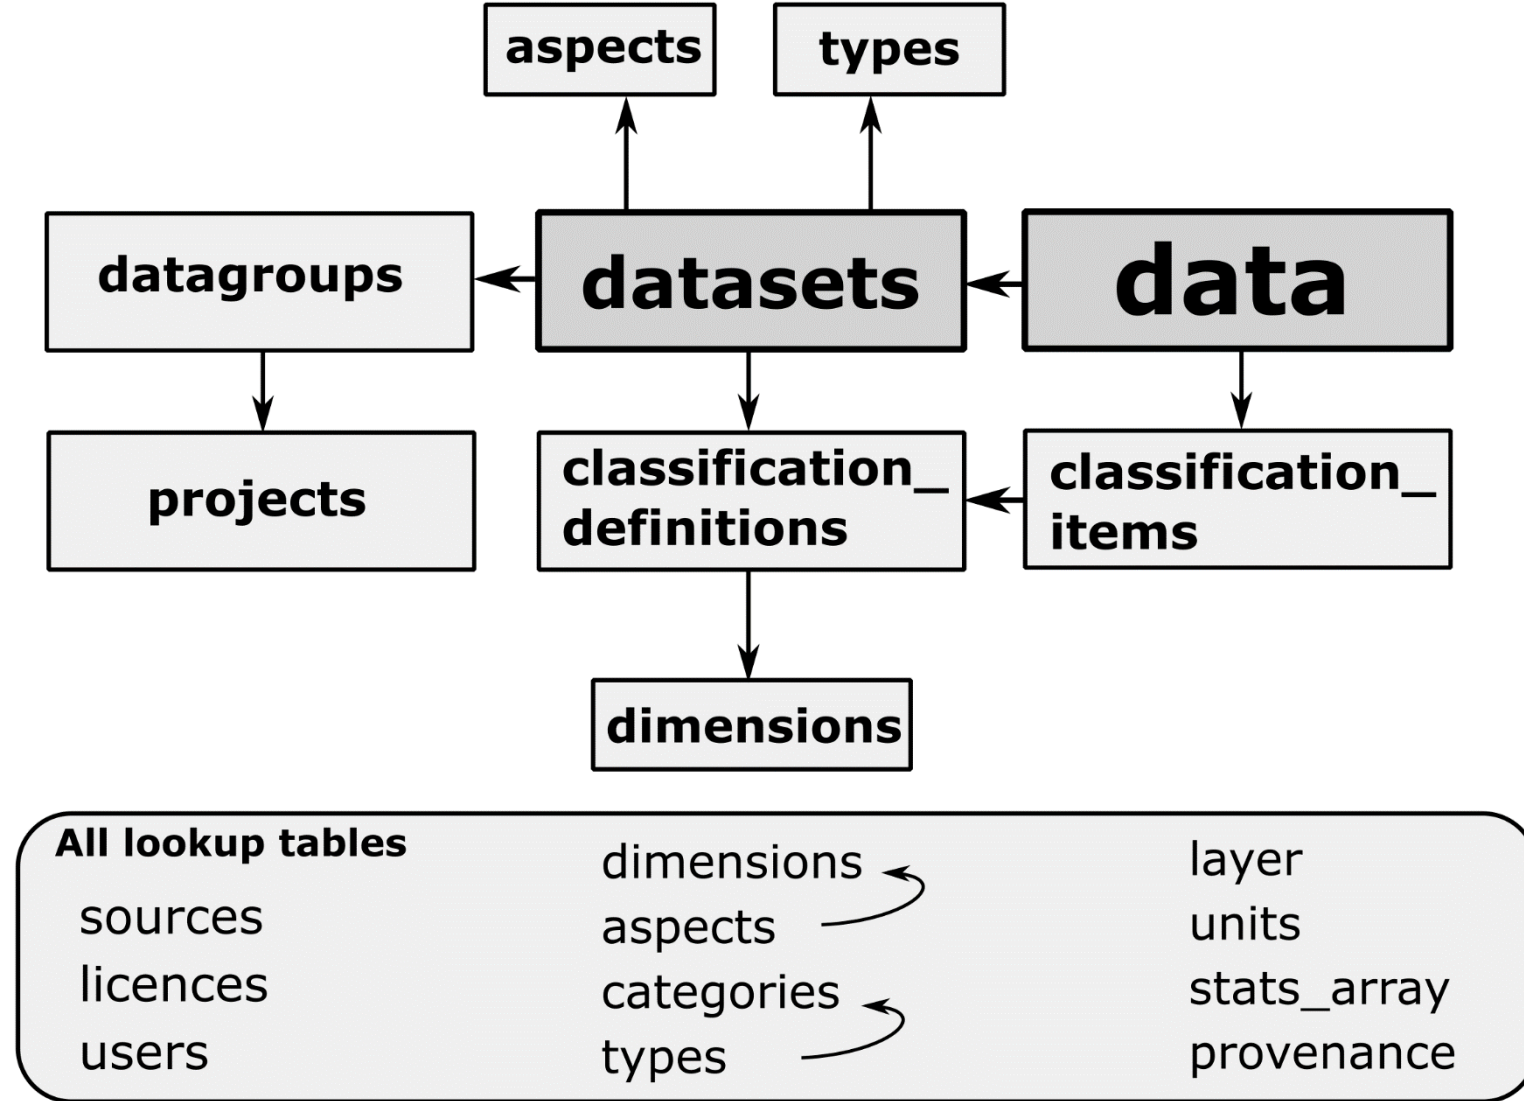 aspects
types
datagroups
datasets
data
projects
classification_
definitions
classification_
items
dimensions
All lookup tables
sources
licences
users
dimensions
aspects
categories
types
layer
units
stats_array
provenance